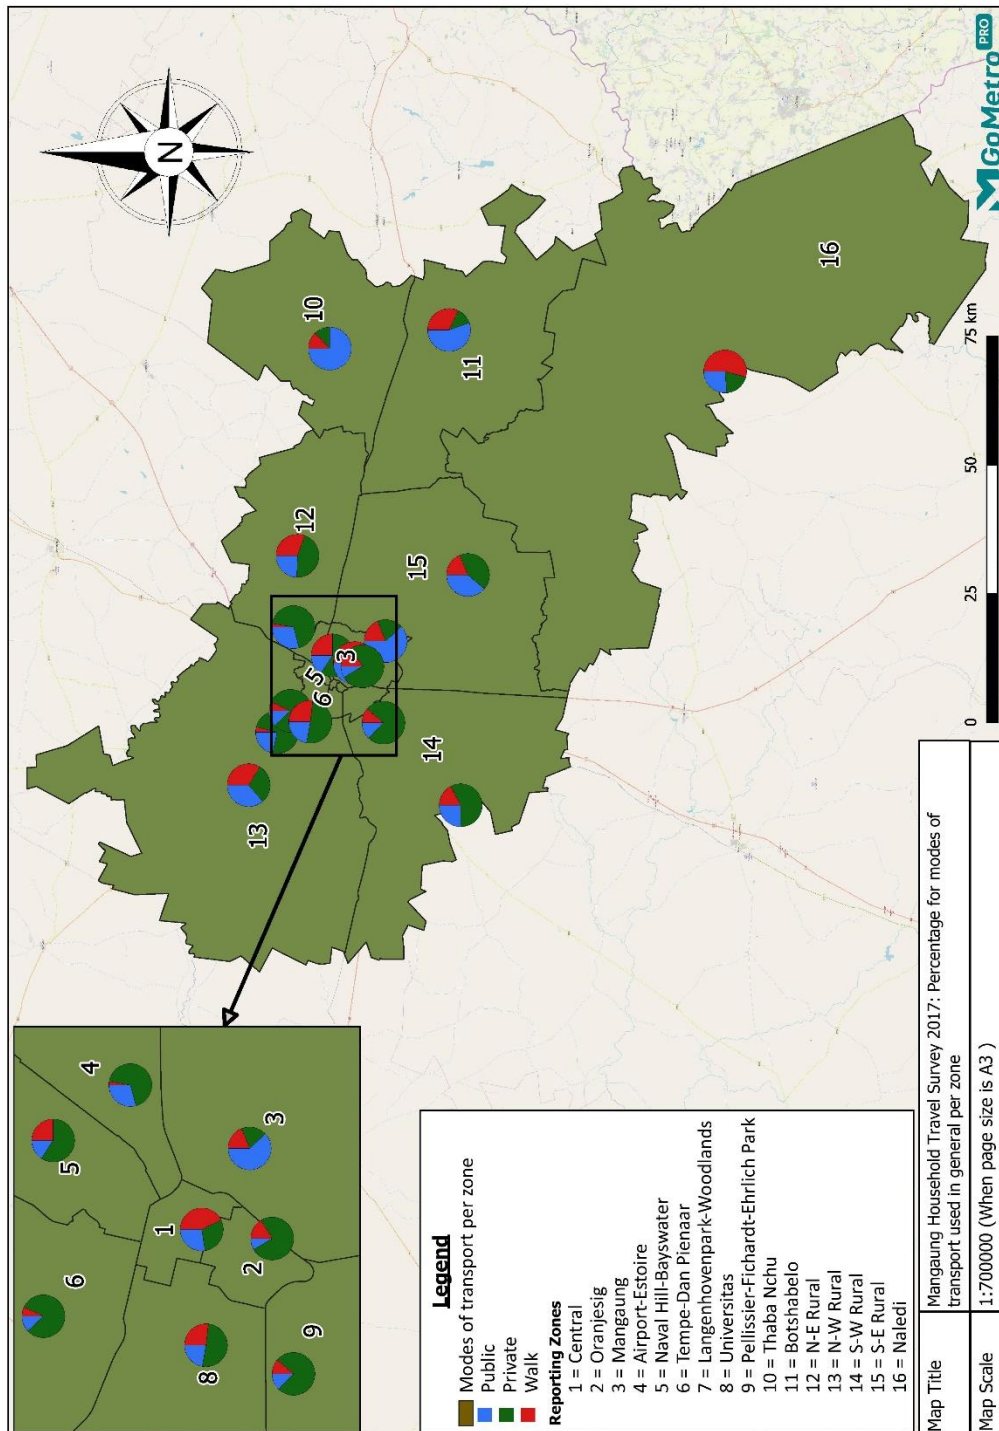 N
10
11
12
13
14
15
16
3
5
6
1
2
3
4
5
6
8
9
Legend
Modes of transport per zone
Public
Private
Walk
Reporting Zones
1 = Central
2 = Oranjesig
3 = Mangaung
4 = Airport-Estoire
5 = Naval Hill-Bayswater
6 = Tempe-Dan Pienaar
7 = Langenhovenpark-Woodlands
8 = Universitas
9 = Pellissier-Fichardt-Ehrlich Park
10 = Thaba Nchu
11 = Botshabelo
12 = N-E Rural
13 = N-W Rural
14 = S-W Rural
15 = S-E Rural
16 = Naledi
0 25 50 75 km
GoMetro PRO
Map Title
Mangaung Household Travel Survey 2017: Percentage for modes of
transport used in general per zone
Map Scale
1:700000 (When page size is A3 )